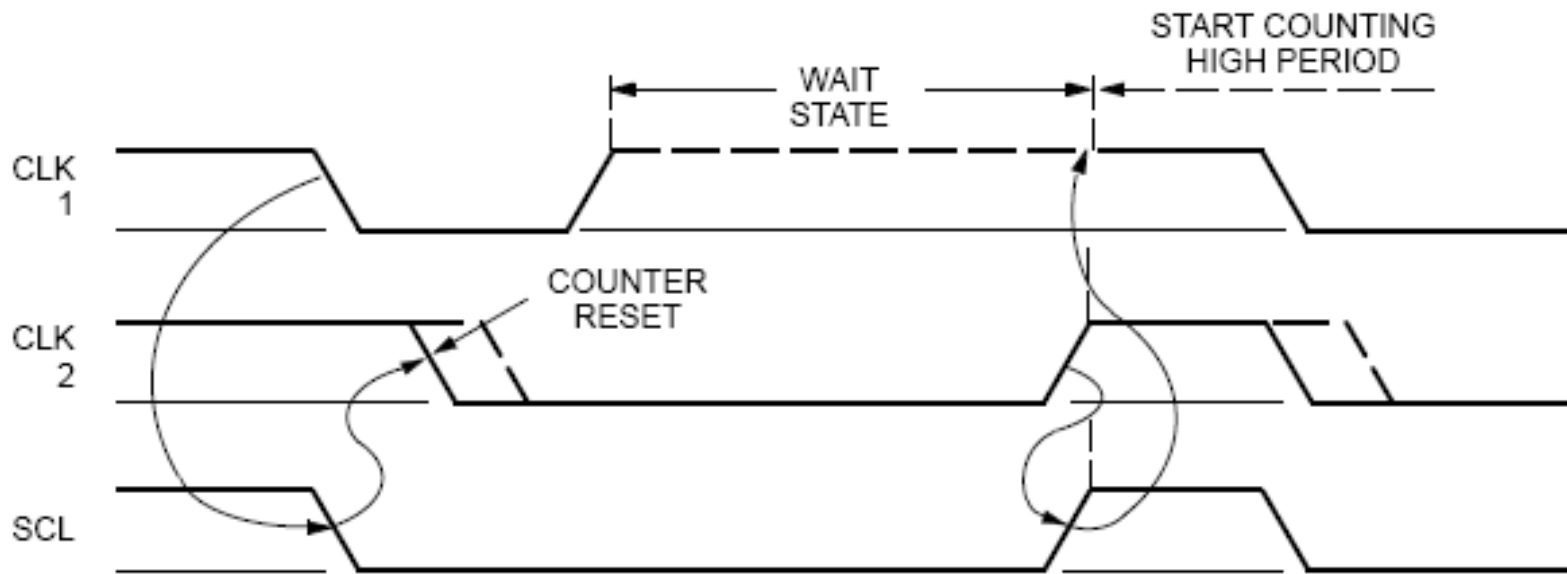 START COUNTING
HIGH PERIOD
WAIT
STATE
CLK
1
COUNTER
RESET
CLK
2
SCL